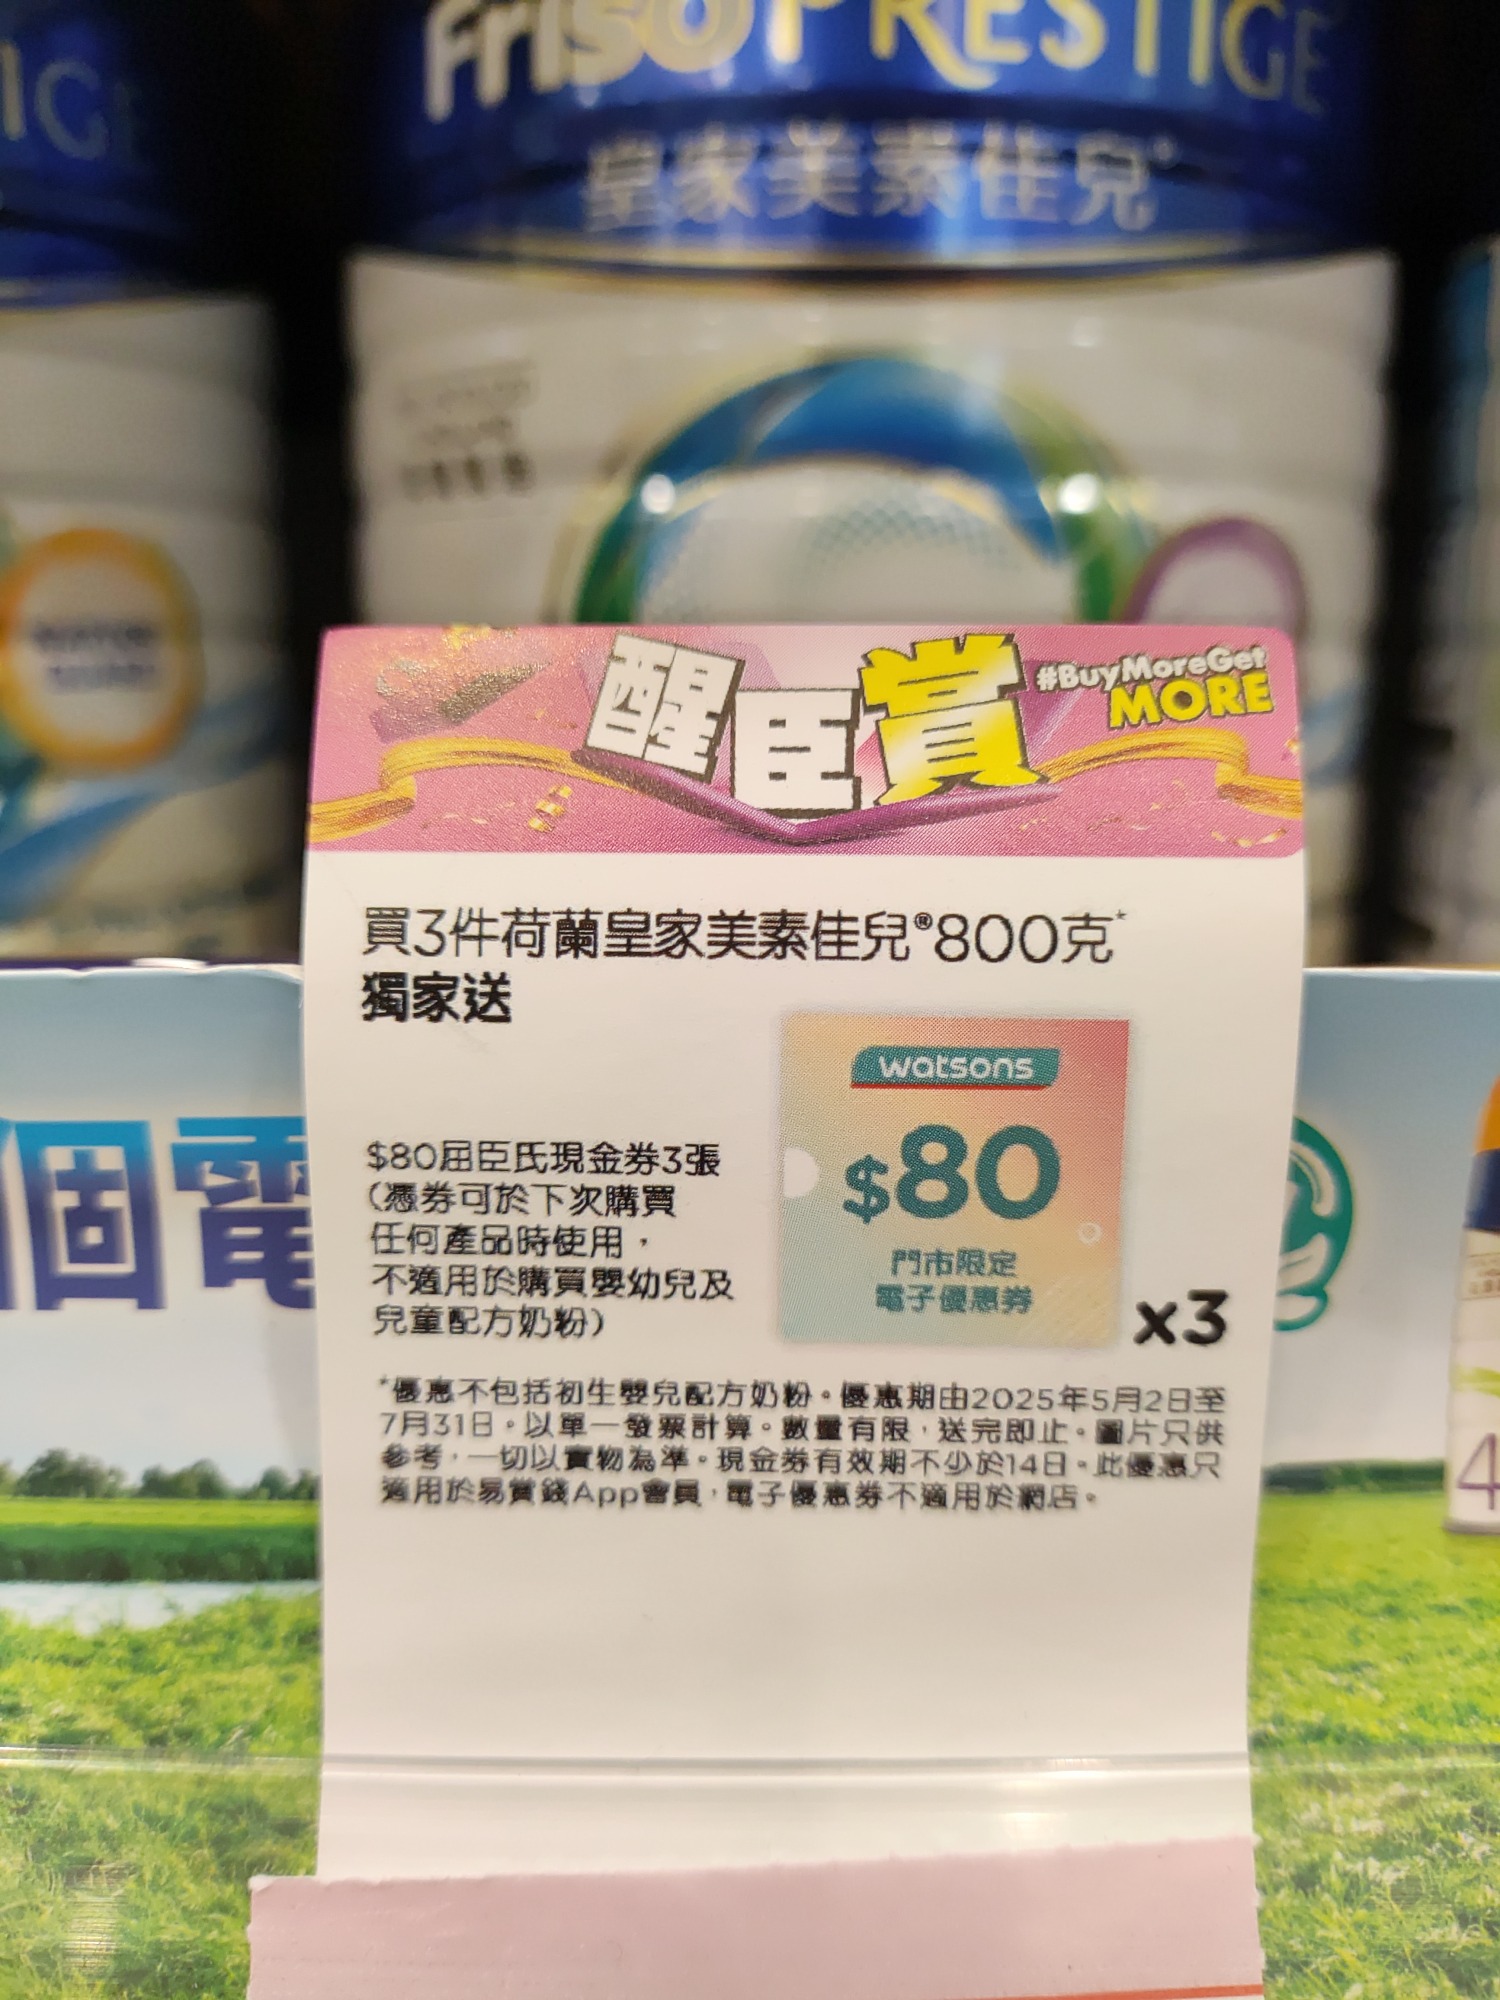 Friso PRESTIGE
皇家美素佳兒
醒臣賞
#BuyMoreGet
MORE
買3件荷蘭皇家美素佳兒®800克*
獨家送
watsons
$80
門市限定
電子優惠券
x3
$80屈臣氏現金券3張
(憑券可於下次購買
任何產品時使用,
不適用於購買嬰幼兒及
兒童配方奶粉)
*優惠不包括初生嬰兒配方奶粉。優惠期由2025年5月2日至
7月31日。以單一發票計算。數量有限,送完即止。圖片只供
參考,一切以實物為準。現金券有效期不少於14日。此優惠只
適用於易賞錢App會員,電子優惠券不適用於網店。
個電
4